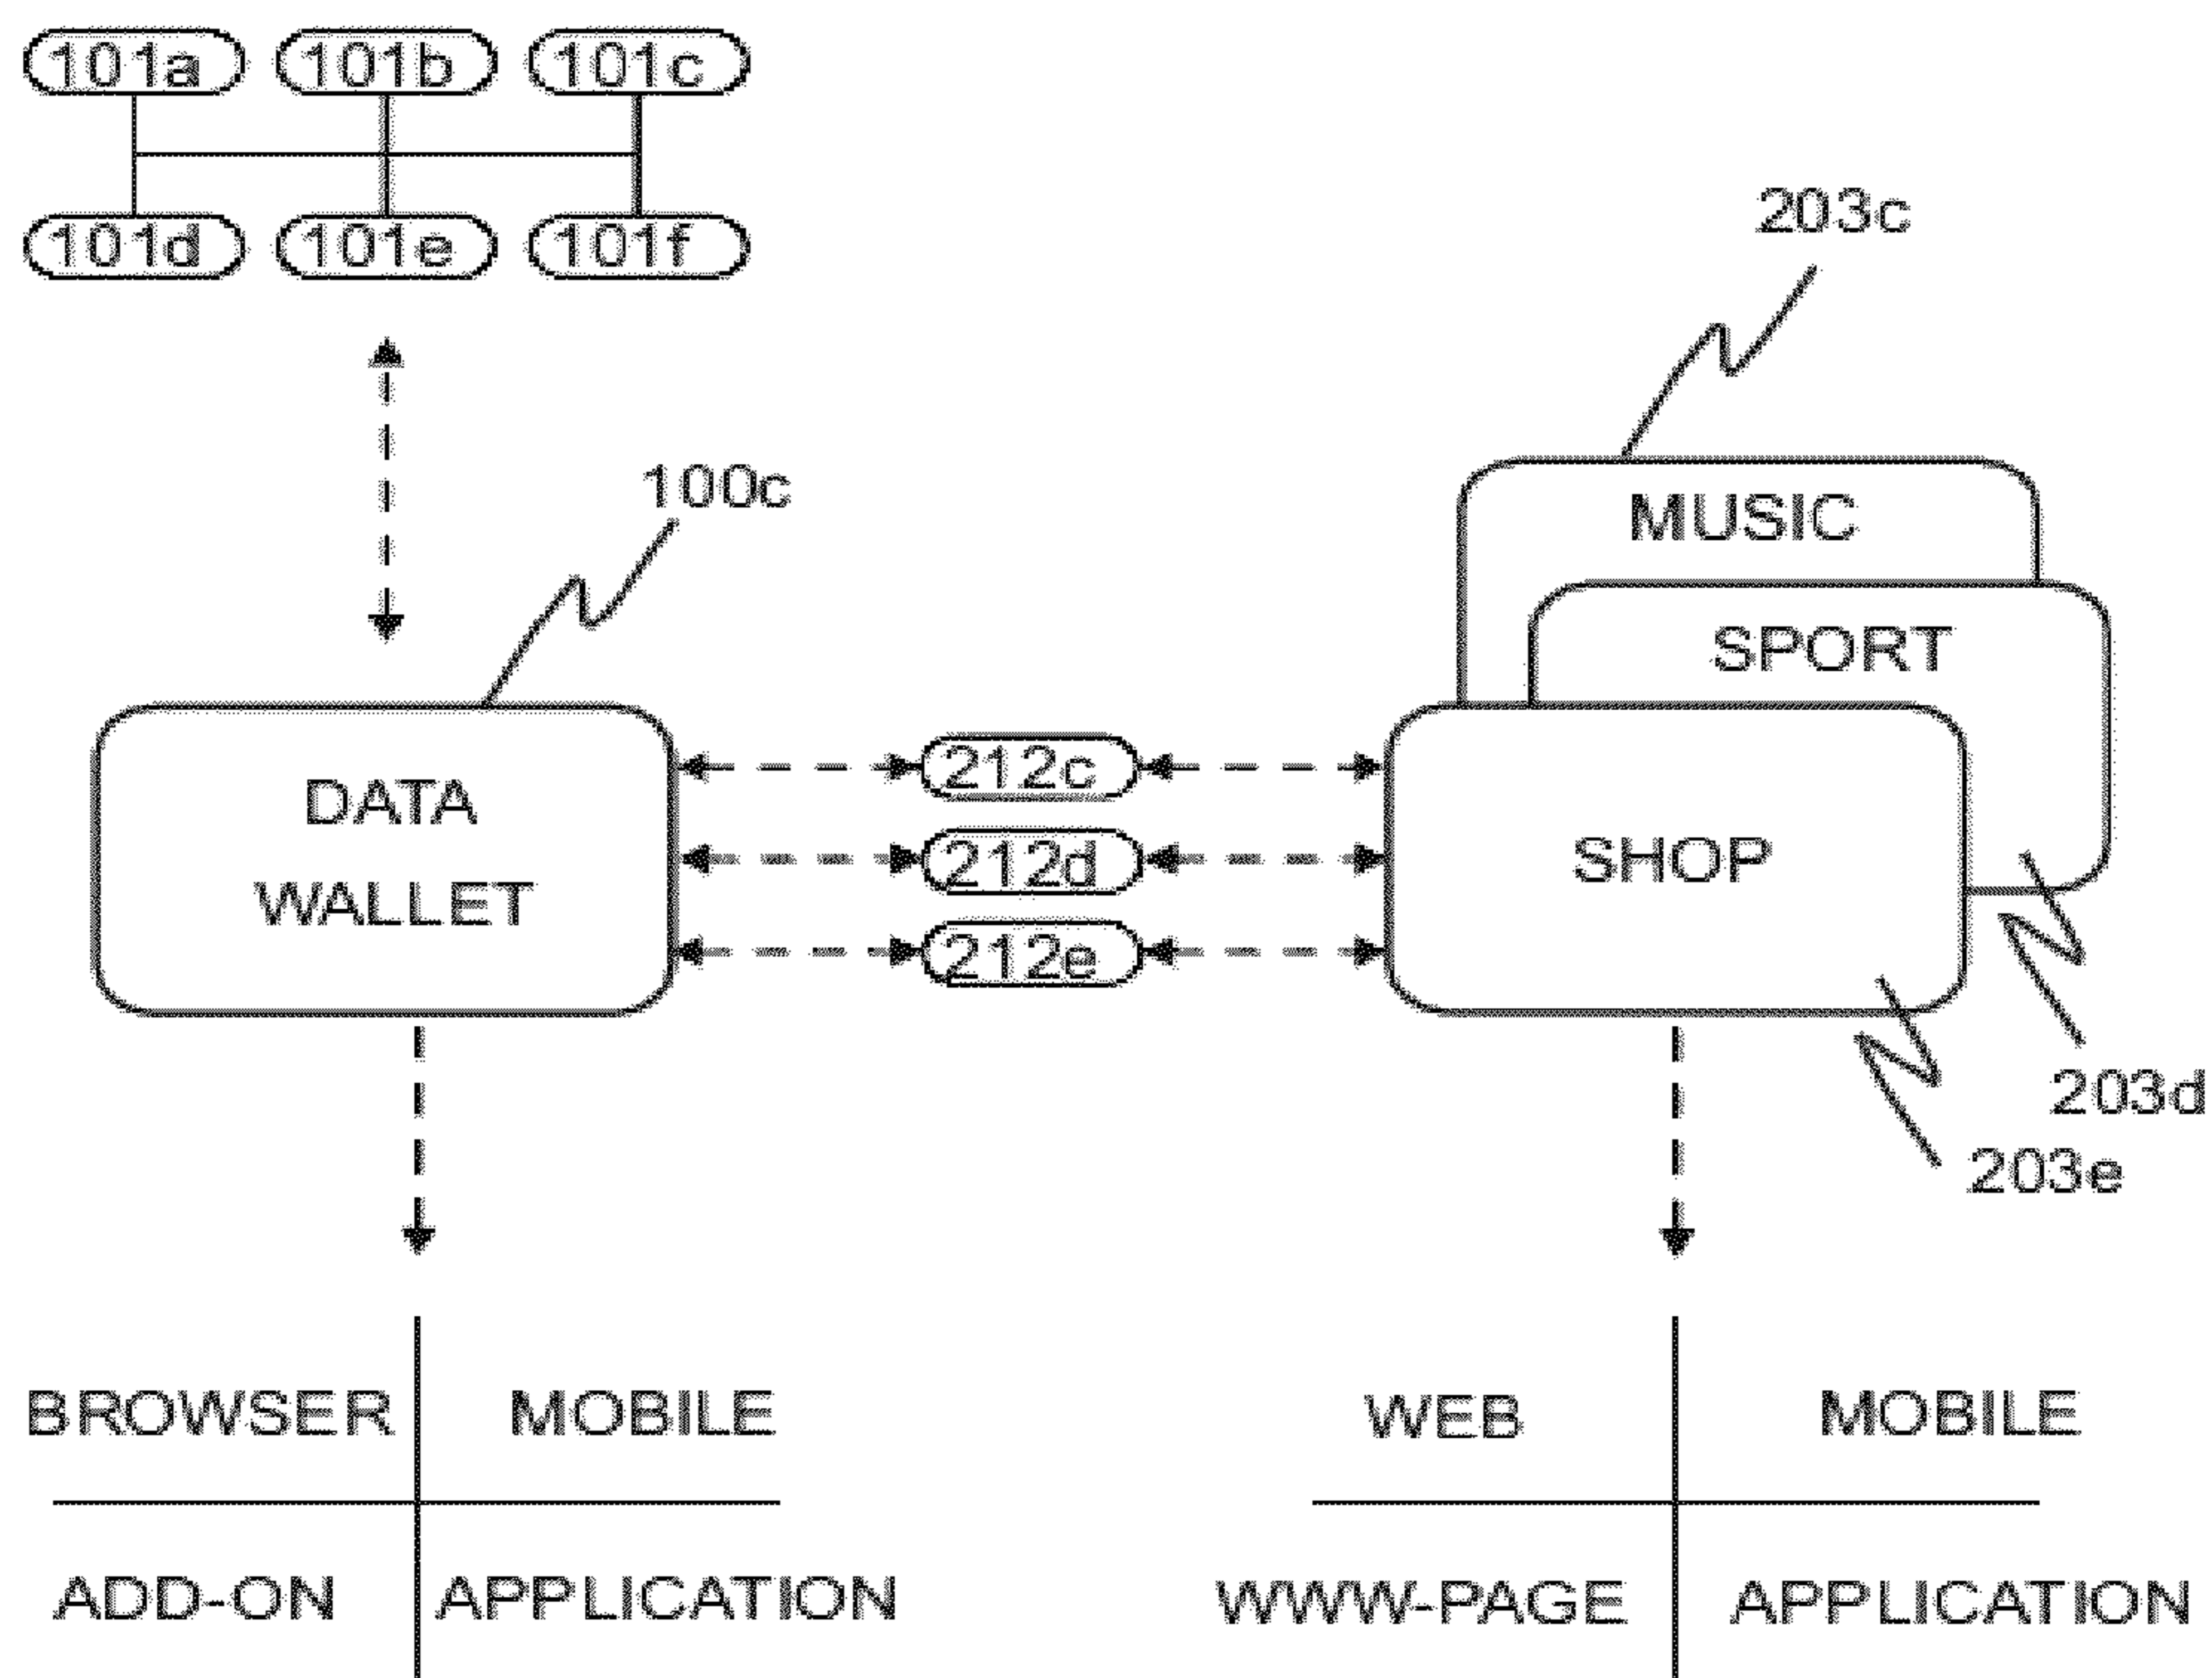 101a 101b 101c
101d 101e 101f
203c
100c
MUSIC
SPORT
DATA
WALLET
212c
212d
212e
SHOP
203d
203e
BROWSER MOBILE
ADD-ON APPLICATION
WEB MOBILE
WWW-PAGE APPLICATION